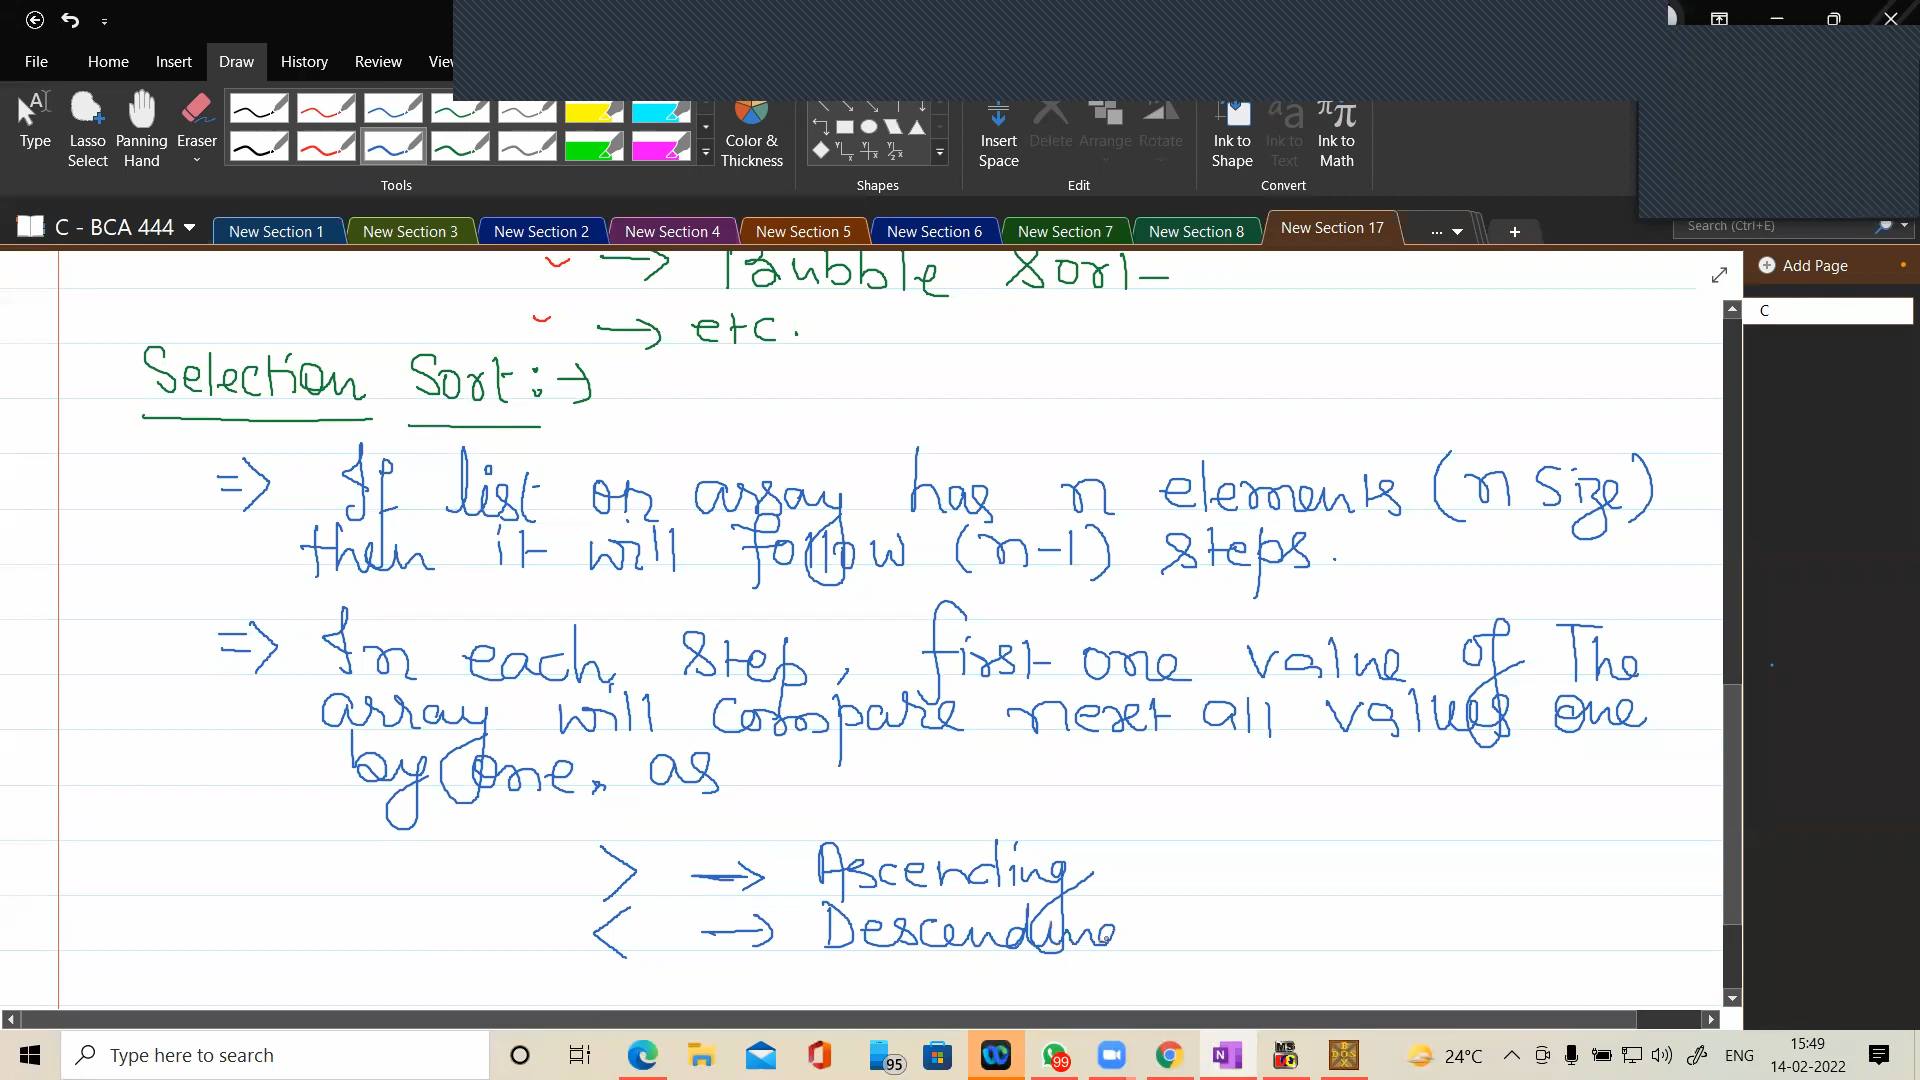 File Home Insert Draw History Review
Type Lasso Select Panning Hand Eraser Color & Thickness Insert Space Delete Arrange Rotate Ink to Shape Ink to Text Ink to Math
Tools Shapes Edit Convert
C - BCA 444 New Section 1 New Section 3 New Section 2 New Section 4 New Section 5 New Section 6 New Section 7 New Section 8 New Section 17 ... + Search (Ctrl+E)
Add Page
C
→ Bubble Sort
→ etc.
Selection Sort :→
=> If list or array has n elements (n size)
then it will follow (n-1) steps.
=> In each step, first one value of The
array will compare next all values one
by one. as
> → Ascending
< → Descending
Type here to search 95 99 24°C ENG 15:49
14-02-2022